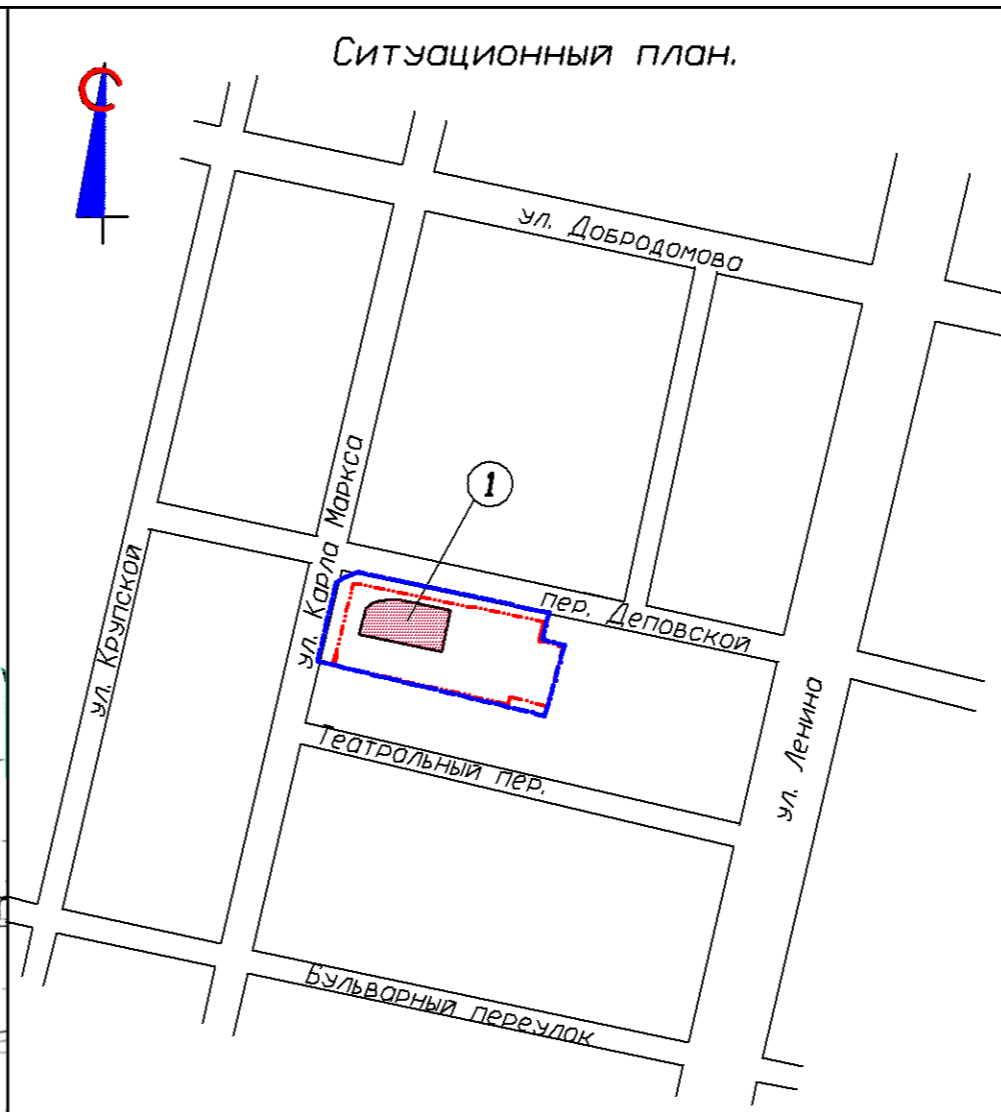 Ситуационный план.
С
ул. Добродомова
ул. Карла Маркса
1
ул. Крупской
пер. Деповской
ул. Ленина
Театральный пер.
Бульварный переулок